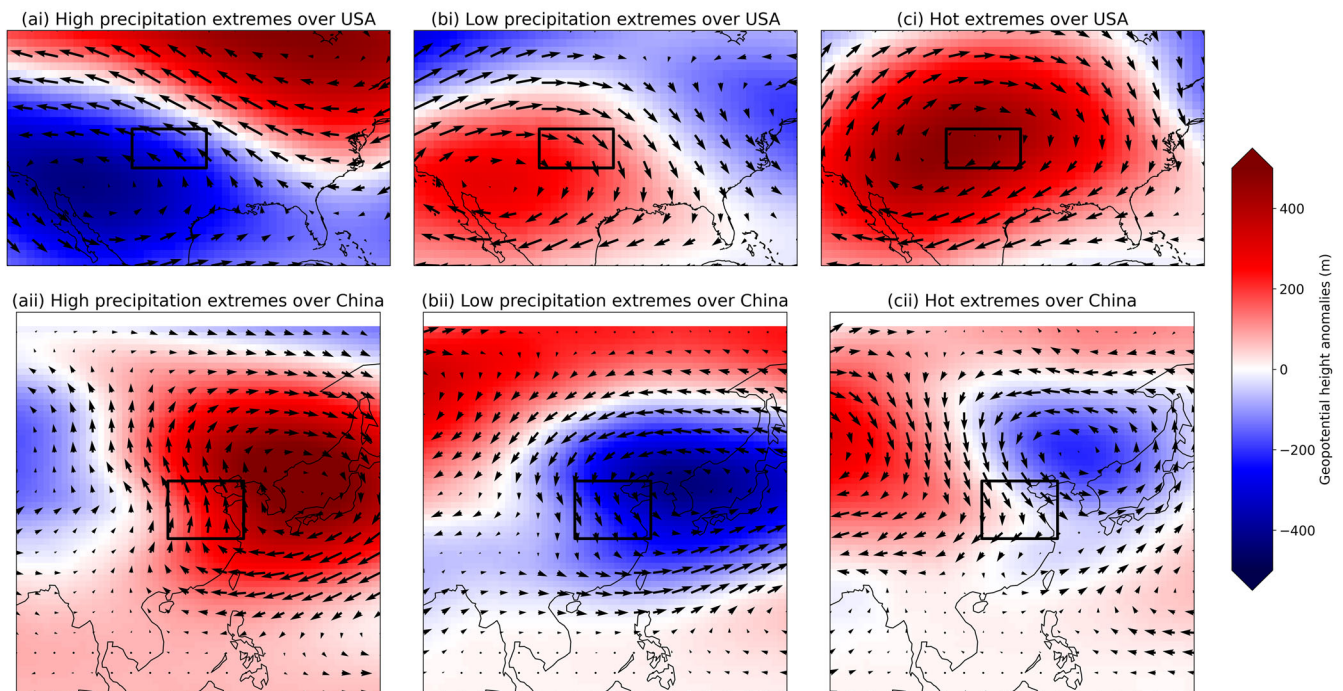 (ai) High precipitation extremes over USA
(bi) Low precipitation extremes over USA
(ci) Hot extremes over USA
(aii) High precipitation extremes over China
(bii) Low precipitation extremes over China
(cii) Hot extremes over China
400
200
0
−200
−400
Geopotential height anomalies (m)